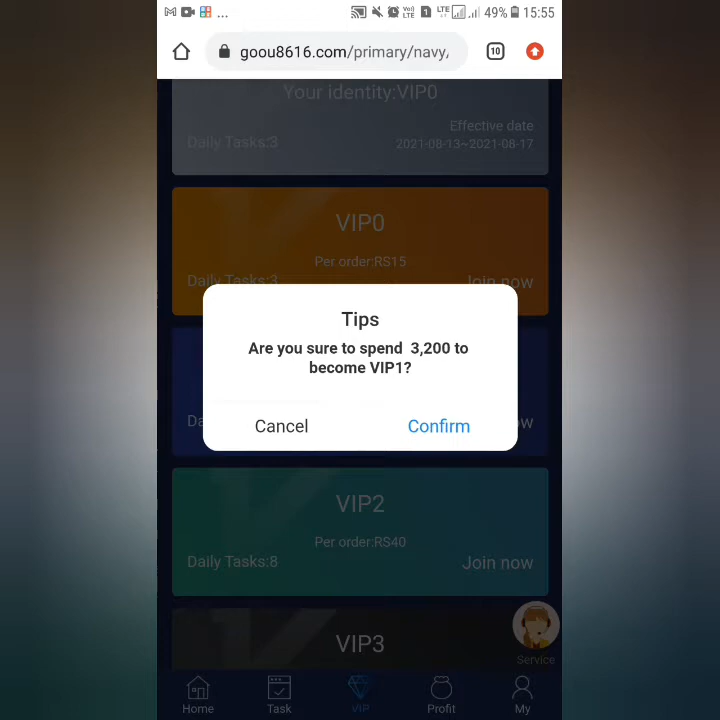 ... LTE 1 LTE 49% 15:55
goou8616.com/primary/navy, 10
Your identity:VIP0
Effective date
Daily Tasks:3 2021-08-13~2021-08-17
VIP0
Per order:RS15
Daily Tasks:3 Join now
Tips
Are you sure to spend 3,200 to
become VIP1?
Cancel Confirm
VIP2
Per order:RS40
Daily Tasks:8 Join now
VIP3
Service
Home Task VIP Profit My